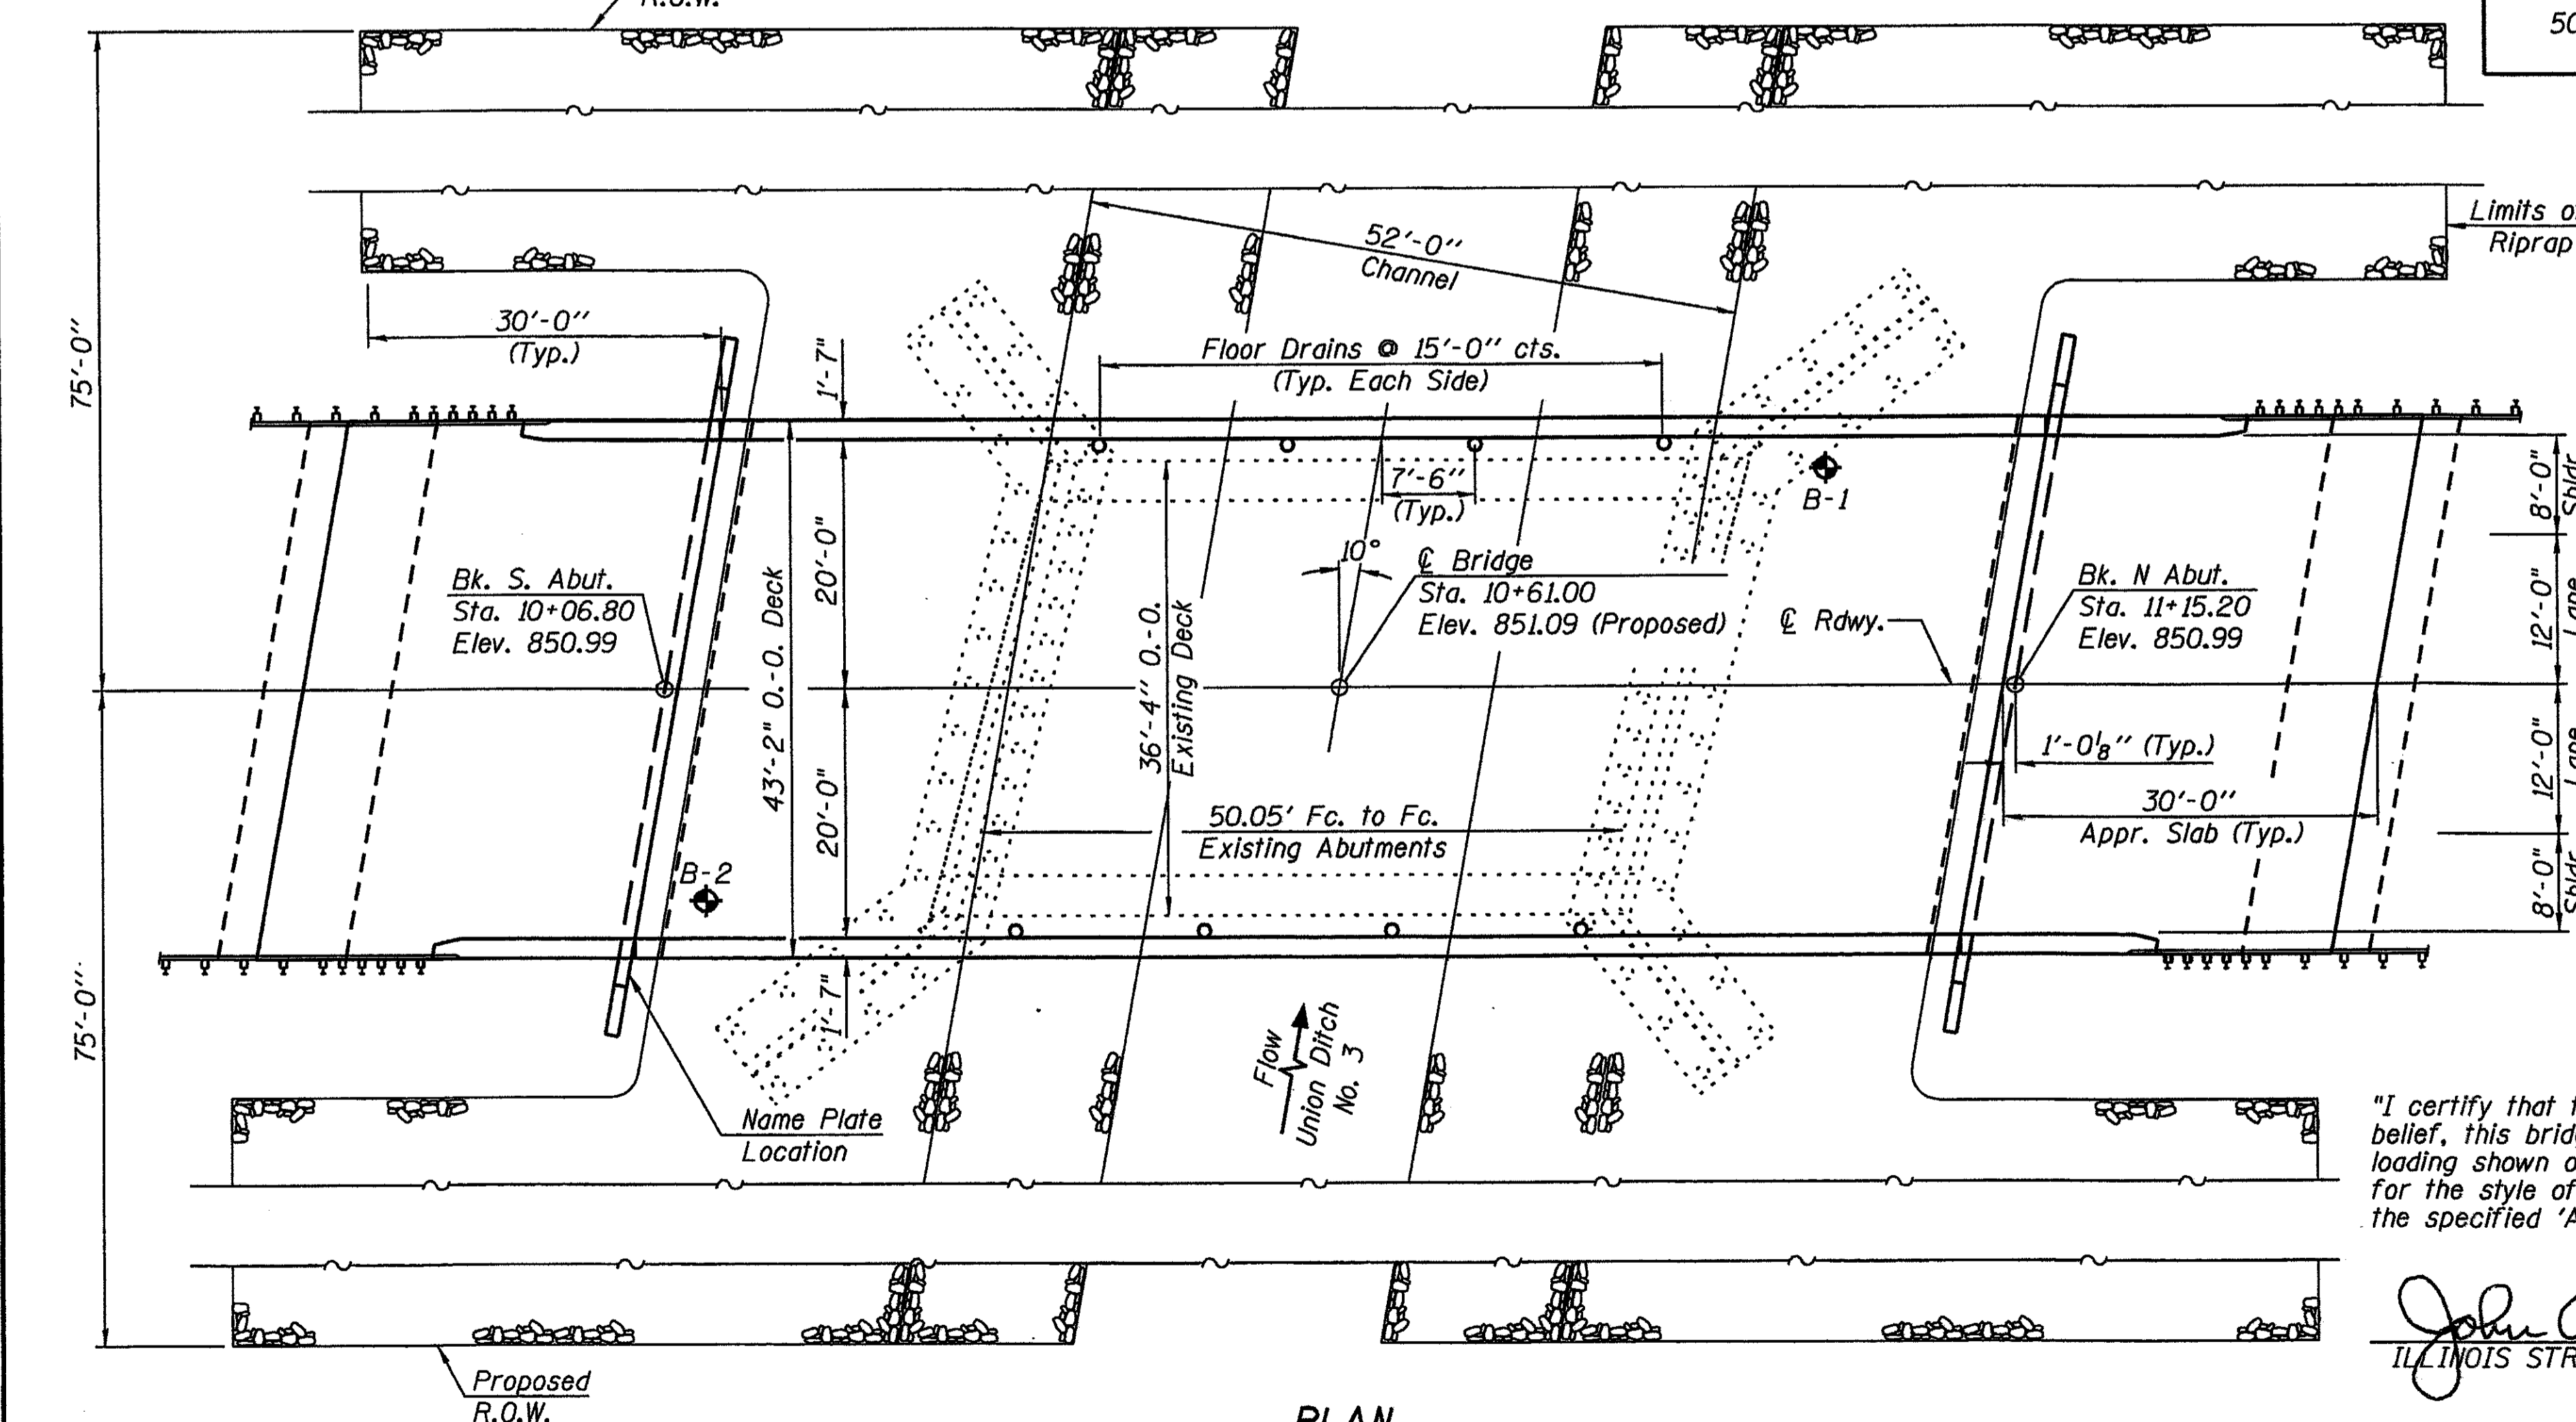 R.O.W.
50
75'-0"
52'-0"
Channel
Limits of
Riprap
30'-0"
(Typ.)
1'-7"
Floor Drains @ 15'-0" cts.
(Typ. Each Side)
7'-6"
(Typ.)
B-1
8'-0"
Shldr.
12'-0"
Lane
10°
℄ Bridge
Sta. 10+61.00
Elev. 851.09 (Proposed)
℄ Rdwy.
Bk. S. Abut.
Sta. 10+06.80
Elev. 850.99
Bk. N Abut.
Sta. 11+15.20
Elev. 850.99
43'-2" O.-O. Deck
20'-0"
36'-4" O.-O.
Existing Deck
1'-0⅛" (Typ.)
30'-0"
Appr. Slab (Typ.)
12'-0"
Lane
8'-0"
Shldr.
20'-0"
50.05' Fc. to Fc.
Existing Abutments
B-2
75'-0"
1'-7"
Flow
Union Ditch
No. 3
Name Plate
Location
"I certify that t
belief, this brid
loading shown o
for the style of
the specified 'A
John
ILLINOIS STR
Proposed
R.O.W.
PLAN